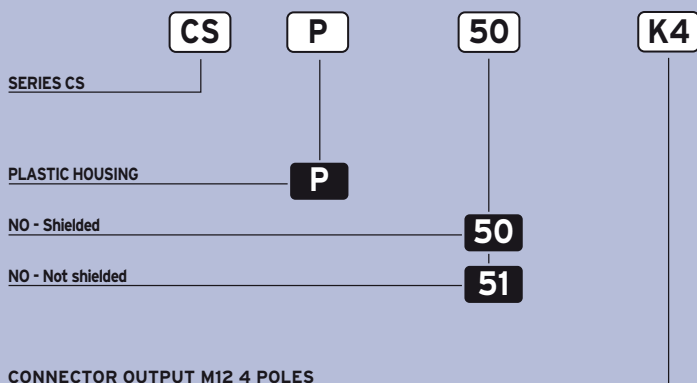 CS P 50 K4
SERIES CS
PLASTIC HOUSING P
NO - Shielded 50
NO - Not shielded 51
CONNECTOR OUTPUT M12 4 POLES